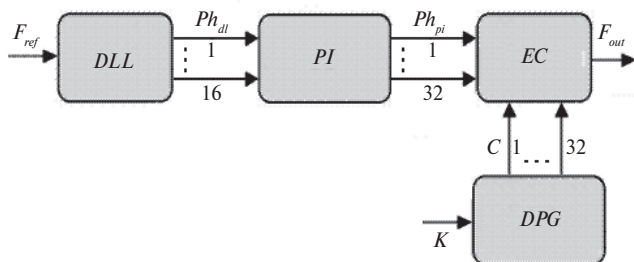 F_ref
DLL
Ph_dl
1
⋮
16
PI
Ph_pi
1
⋮
32
EC
F_out
C 1 .... 32
K
DPG